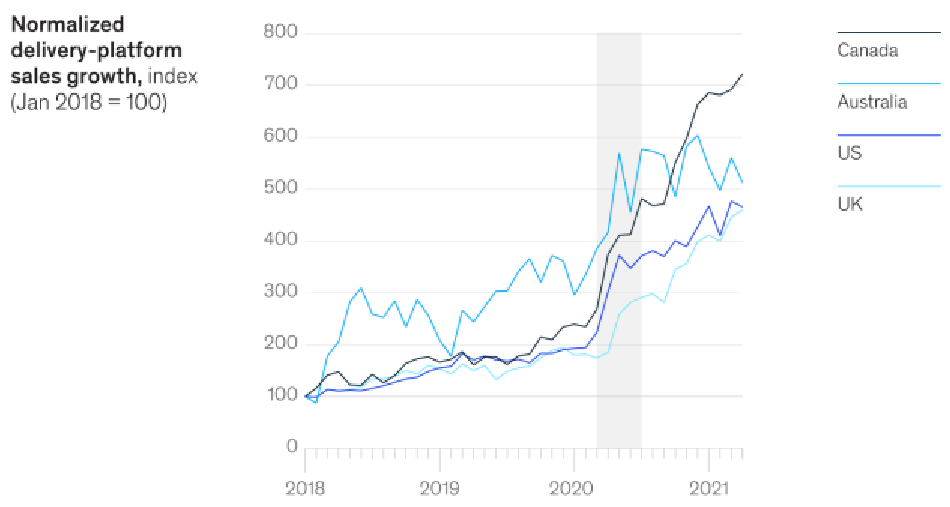 Normalized
delivery-platform
sales growth, index
(Jan 2018 = 100)
800
700
600
500
400
300
200
100
0
2018
2019
2020
2021
Canada
Australia
US
UK